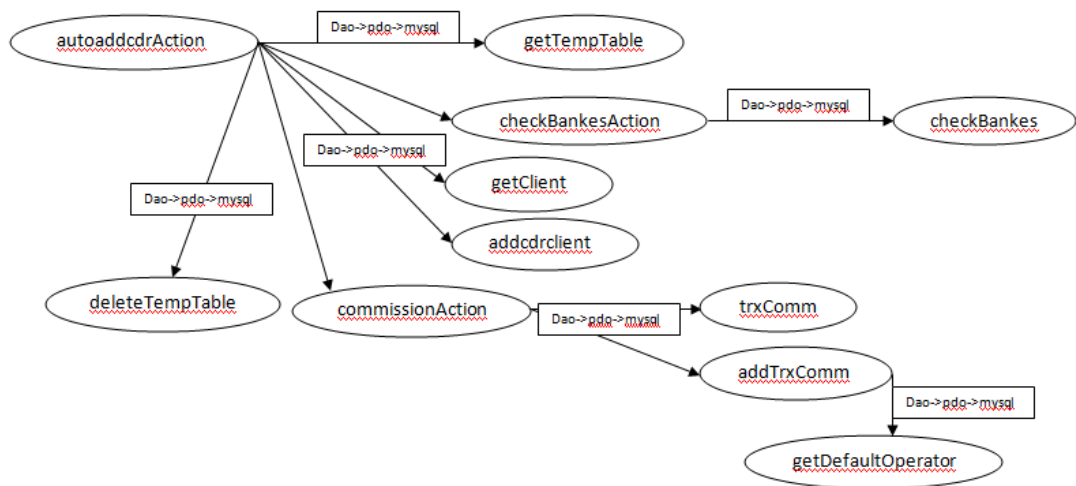 Dao->pdo->mysql
autoaddcdrAction
getTempTable
Dao->pdo->mysql
checkBankesAction
checkBankes
Dao->pdo->mysql
getClient
Dao->pdo->mysql
addcdrclient
deleteTempTable
commissionAction
trxComm
Dao->pdo->mysql
addTrxComm
Dao->pdo->mysql
getDefaultOperator